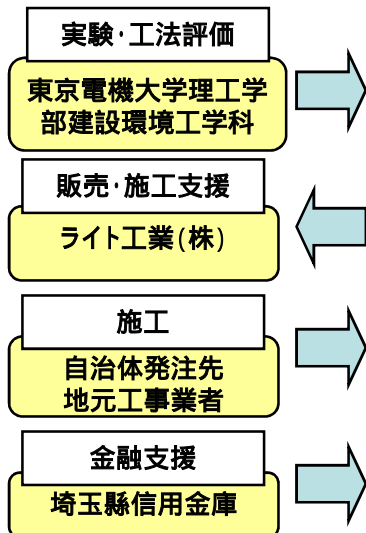 実験・工法評価
東京電機大学理工学
部建設環境工学科
販売・施工支援
ライト工業(株)
施工
自治体発注先
地元工事業者
金融支援
埼玉縣信用金庫